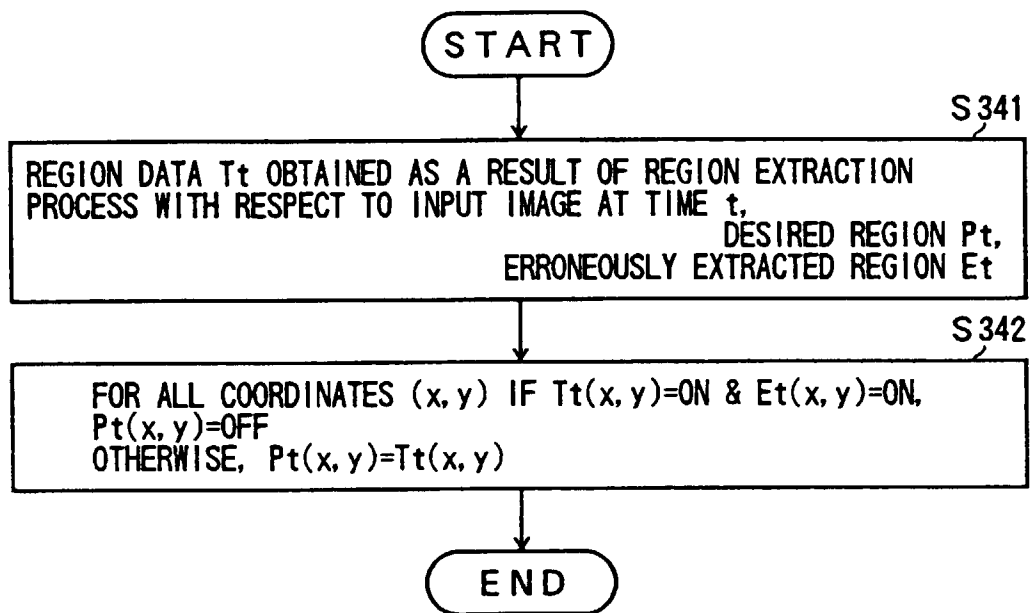 START
S341
REGION DATA Tt OBTAINED AS A RESULT OF REGION EXTRACTION
PROCESS WITH RESPECT TO INPUT IMAGE AT TIME t,
DESIRED REGION Pt,
ERRONEOUSLY EXTRACTED REGION Et
S342
FOR ALL COORDINATES (x,y) IF Tt(x,y)=ON & Et(x,y)=ON,
Pt(x,y)=OFF
OTHERWISE, Pt(x,y)=Tt(x,y)
END